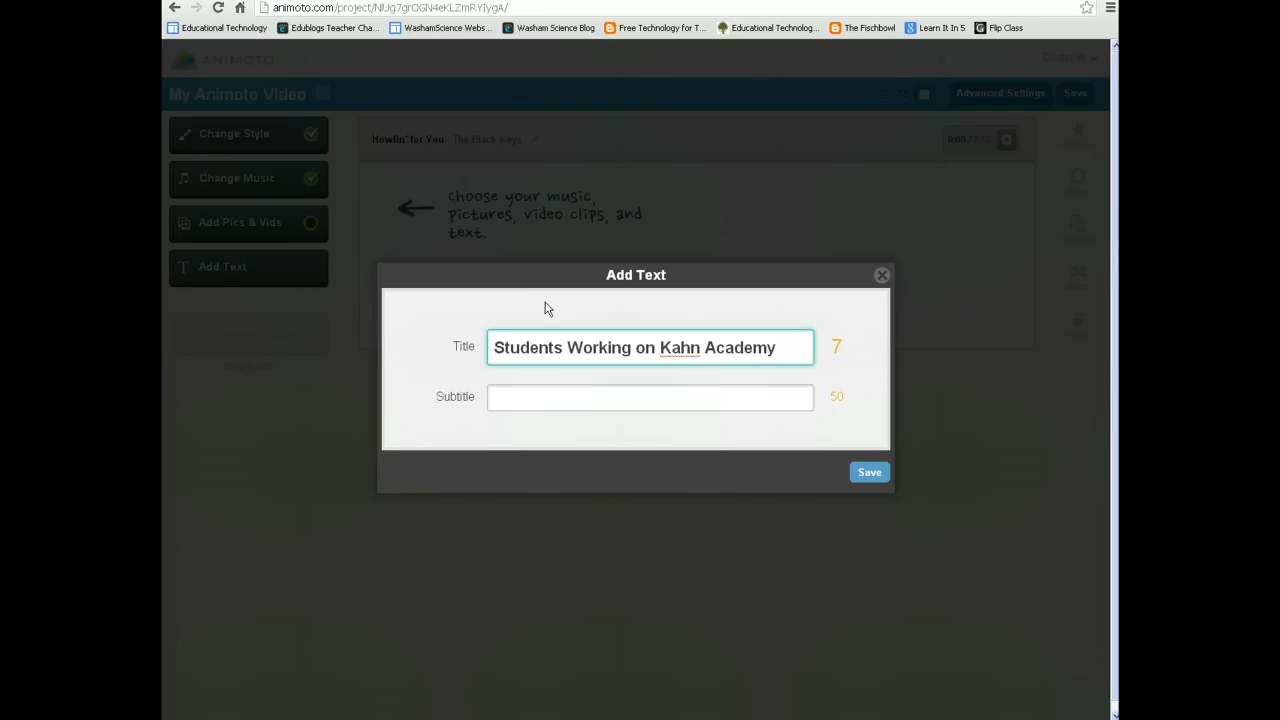 animoto.com/project/NlUg7grOGN4eKLZmRYIygA/
Educational Technology
Edublogs Teacher Cha...
WashamScience Webs...
Washam Science Blog
Free Technology for T...
Educational Technolog...
The Fishbowl
Learn It In 5
Flip Class
ANIMOTO
Dustin W
My Animoto Video
Advanced Settings
Save
Change Style
Change Music
Add Pics & Vids
Add Text
Howlin' for You - The Black Keys
0:00 / 3:10
Choose your music,
pictures, video clips, and
text.
Add Text
Title
Students Working on Kahn Academy
7
Subtitle
50
Save